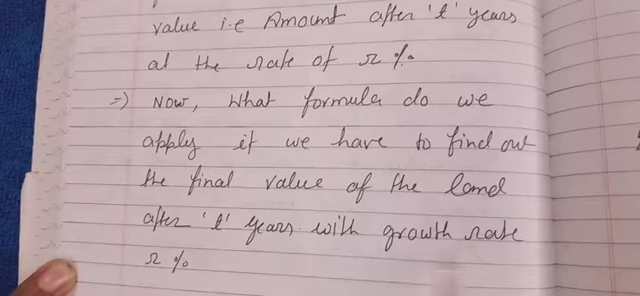 value i.e Amount after 't' years
at the rate of r %.
=) Now, What formula do we
apply if we have to find out
the final value of the land
after 't' years with growth rate
r %